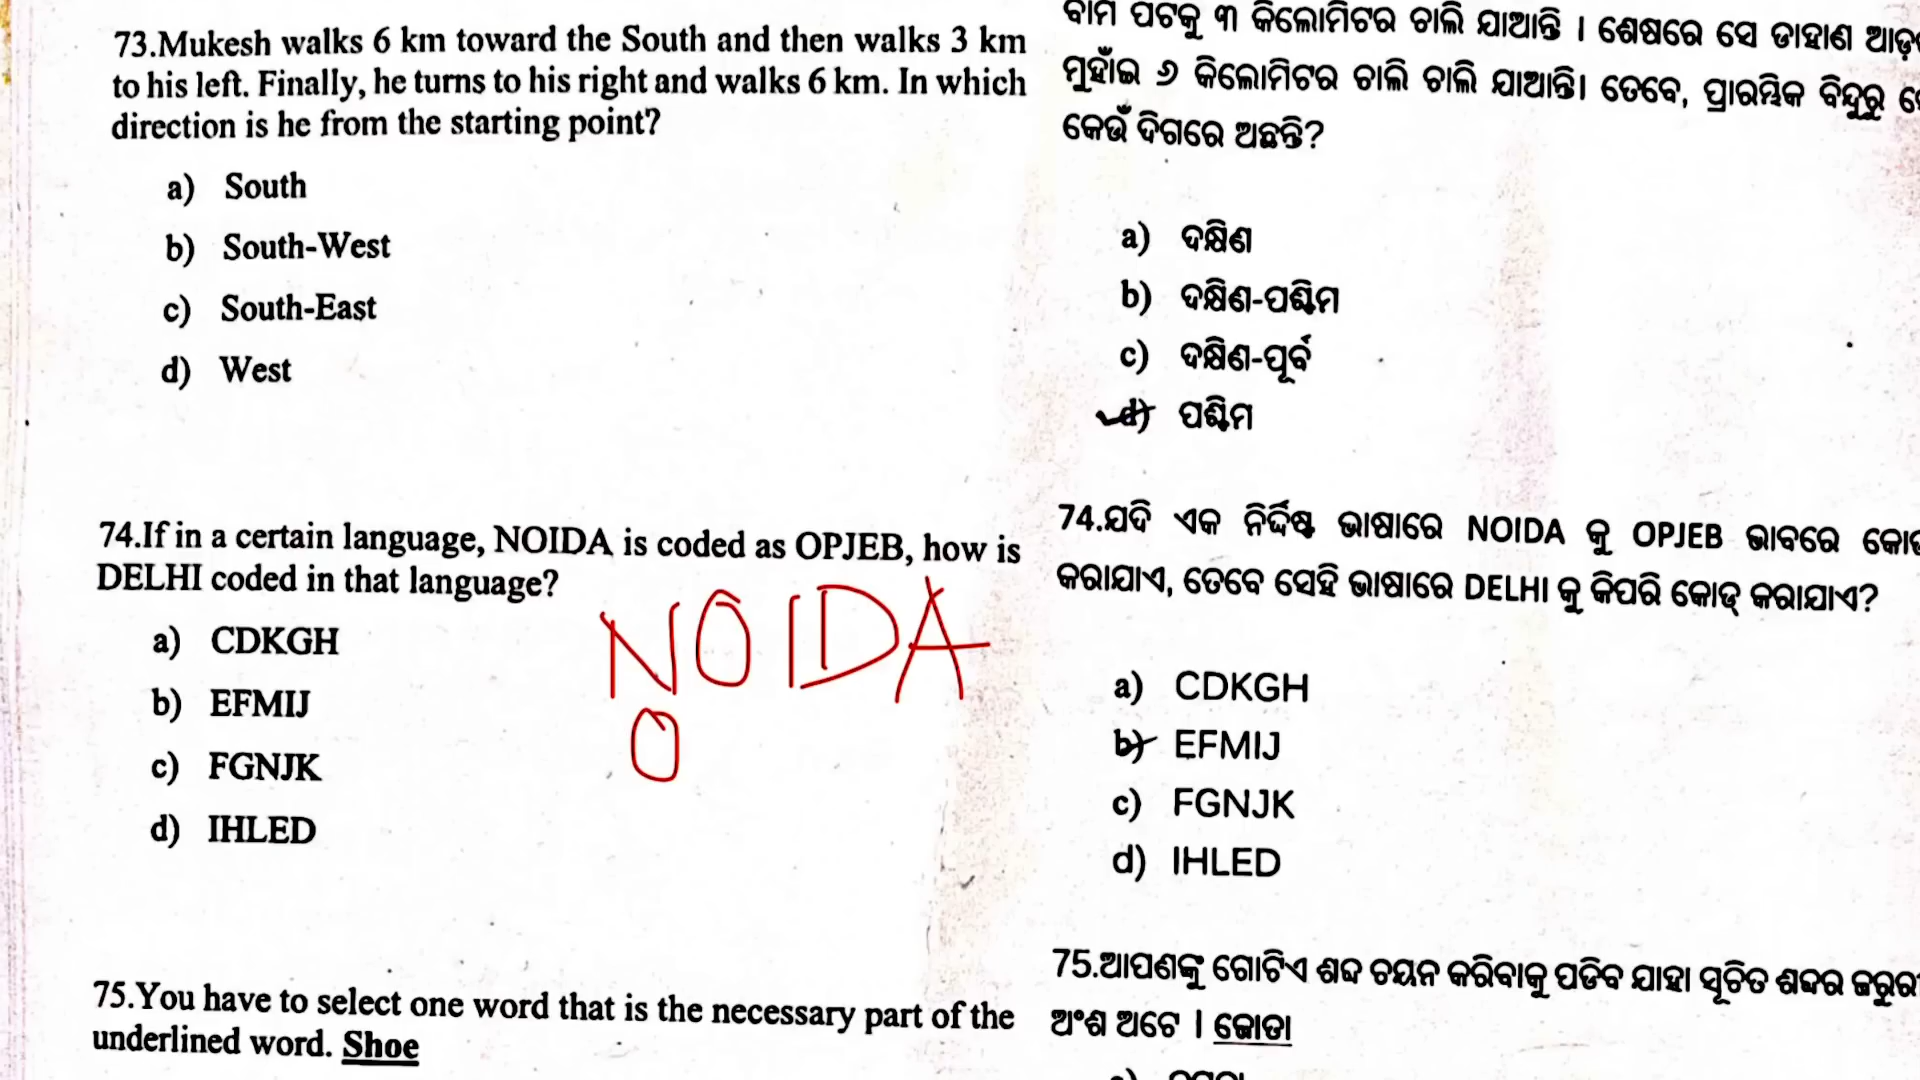 73.Mukesh walks 6 km toward the South and then walks 3 km
to his left. Finally, he turns to his right and walks 6 km. In which
direction is he from the starting point?
a) South
b) South-West
c) South-East
d) West
74.If in a certain language, NOIDA is coded as OPJEB, how is
DELHI coded in that language?
a) CDKGH
b) EFMIJ
c) FGNJK
d) IHLED
NOIDA
O
75.You have to select one word that is the necessary part of the
underlined word. Shoe
ବାମ ପଟକୁ ୩ କିଲୋମିଟର ଚାଲି ଯାଆନ୍ତି । ଶେଷରେ ସେ ଡାହାଣ
ମୁହାଁଇ ୬ କିଲୋମିଟର ଚାଲି ଚାଲି ଯାଆନ୍ତି। ତେବେ, ପ୍ରାରମ୍ଭିକ ବିନ୍ଦୁରୁ
କେଉଁ ଦିଗରେ ଅଛନ୍ତି?
a) ଦକ୍ଷିଣ
b) ଦକ୍ଷିଣ-ପଶ୍ଚିମ
c) ଦକ୍ଷିଣ-ପୂର୍ବ
d) ପଶ୍ଚିମ
74.ଯଦି ଏକ ନିର୍ଦ୍ଦିଷ୍ଟ ଭାଷାରେ NOIDA କୁ OPJEB ଭାବରେ
କରାଯାଏ, ତେବେ ସେହି ଭାଷାରେ DELHI କୁ କିପରି କୋଡ୍ କରାଯାଏ?
a) CDKGH
b) EFMIJ
c) FGNJK
d) IHLED
75.ଆପଣଙ୍କୁ ଗୋଟିଏ ଶବ୍ଦ ଚୟନ କରିବାକୁ ପଡିବ ଯାହା ସୂଚିତ ଶବ୍ଦର
ଅଂଶ ଅଟେ । ଜୋତା